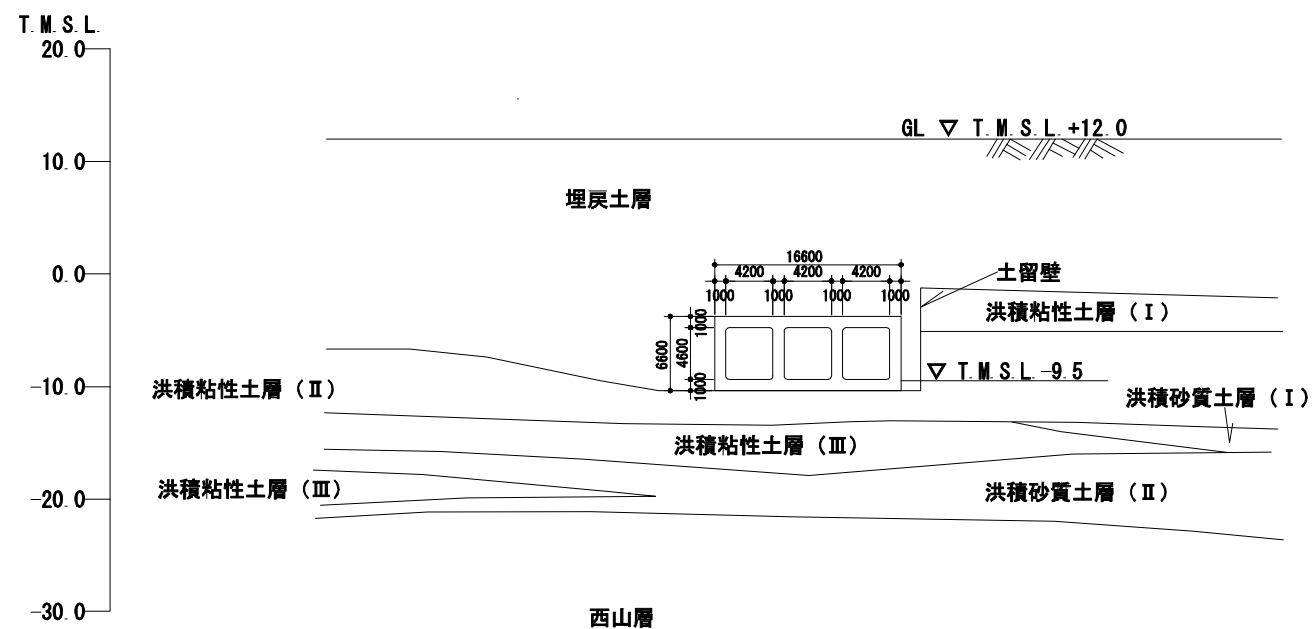 T.M.S.L.
20.0
GL ▽ T.M.S.L.+12.0
10.0
埋戻土層
0.0
16600
4200 4200 4200
1000 1000 1000 1000
土留壁
洪積粘性土層（Ⅰ）
1000
6600 4600
1000
▽ T.M.S.L.-9.5
-10.0
洪積粘性土層（Ⅱ）
洪積砂質土層（Ⅰ）
洪積粘性土層（Ⅲ）
洪積粘性土層（Ⅲ）
洪積砂質土層（Ⅱ）
-20.0
-30.0
西山層